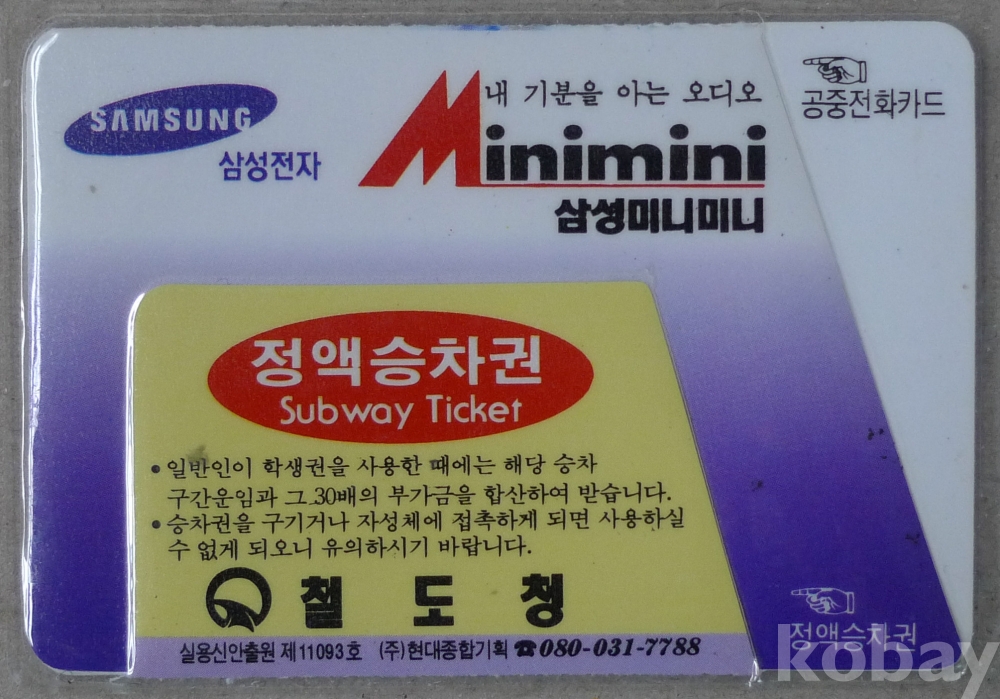 SAMSUNG
삼성전자
내 기분을 아는 오디오
Minimini
삼성미니미니
공중전화카드
정액승차권
Subway Ticket
• 일반인이 학생권을 사용한 때에는 해당 승차
구간운임과 그 30배의 부가금을 합산하여 받습니다.
• 승차권을 구기거나 자성체에 접촉하게 되면 사용하실
수 없게 되오니 유의하시기 바랍니다.
철 도 청
실용신안출원 제11093호 (주)현대종합기획 ☎080-031-7788
정액승차권
kobay